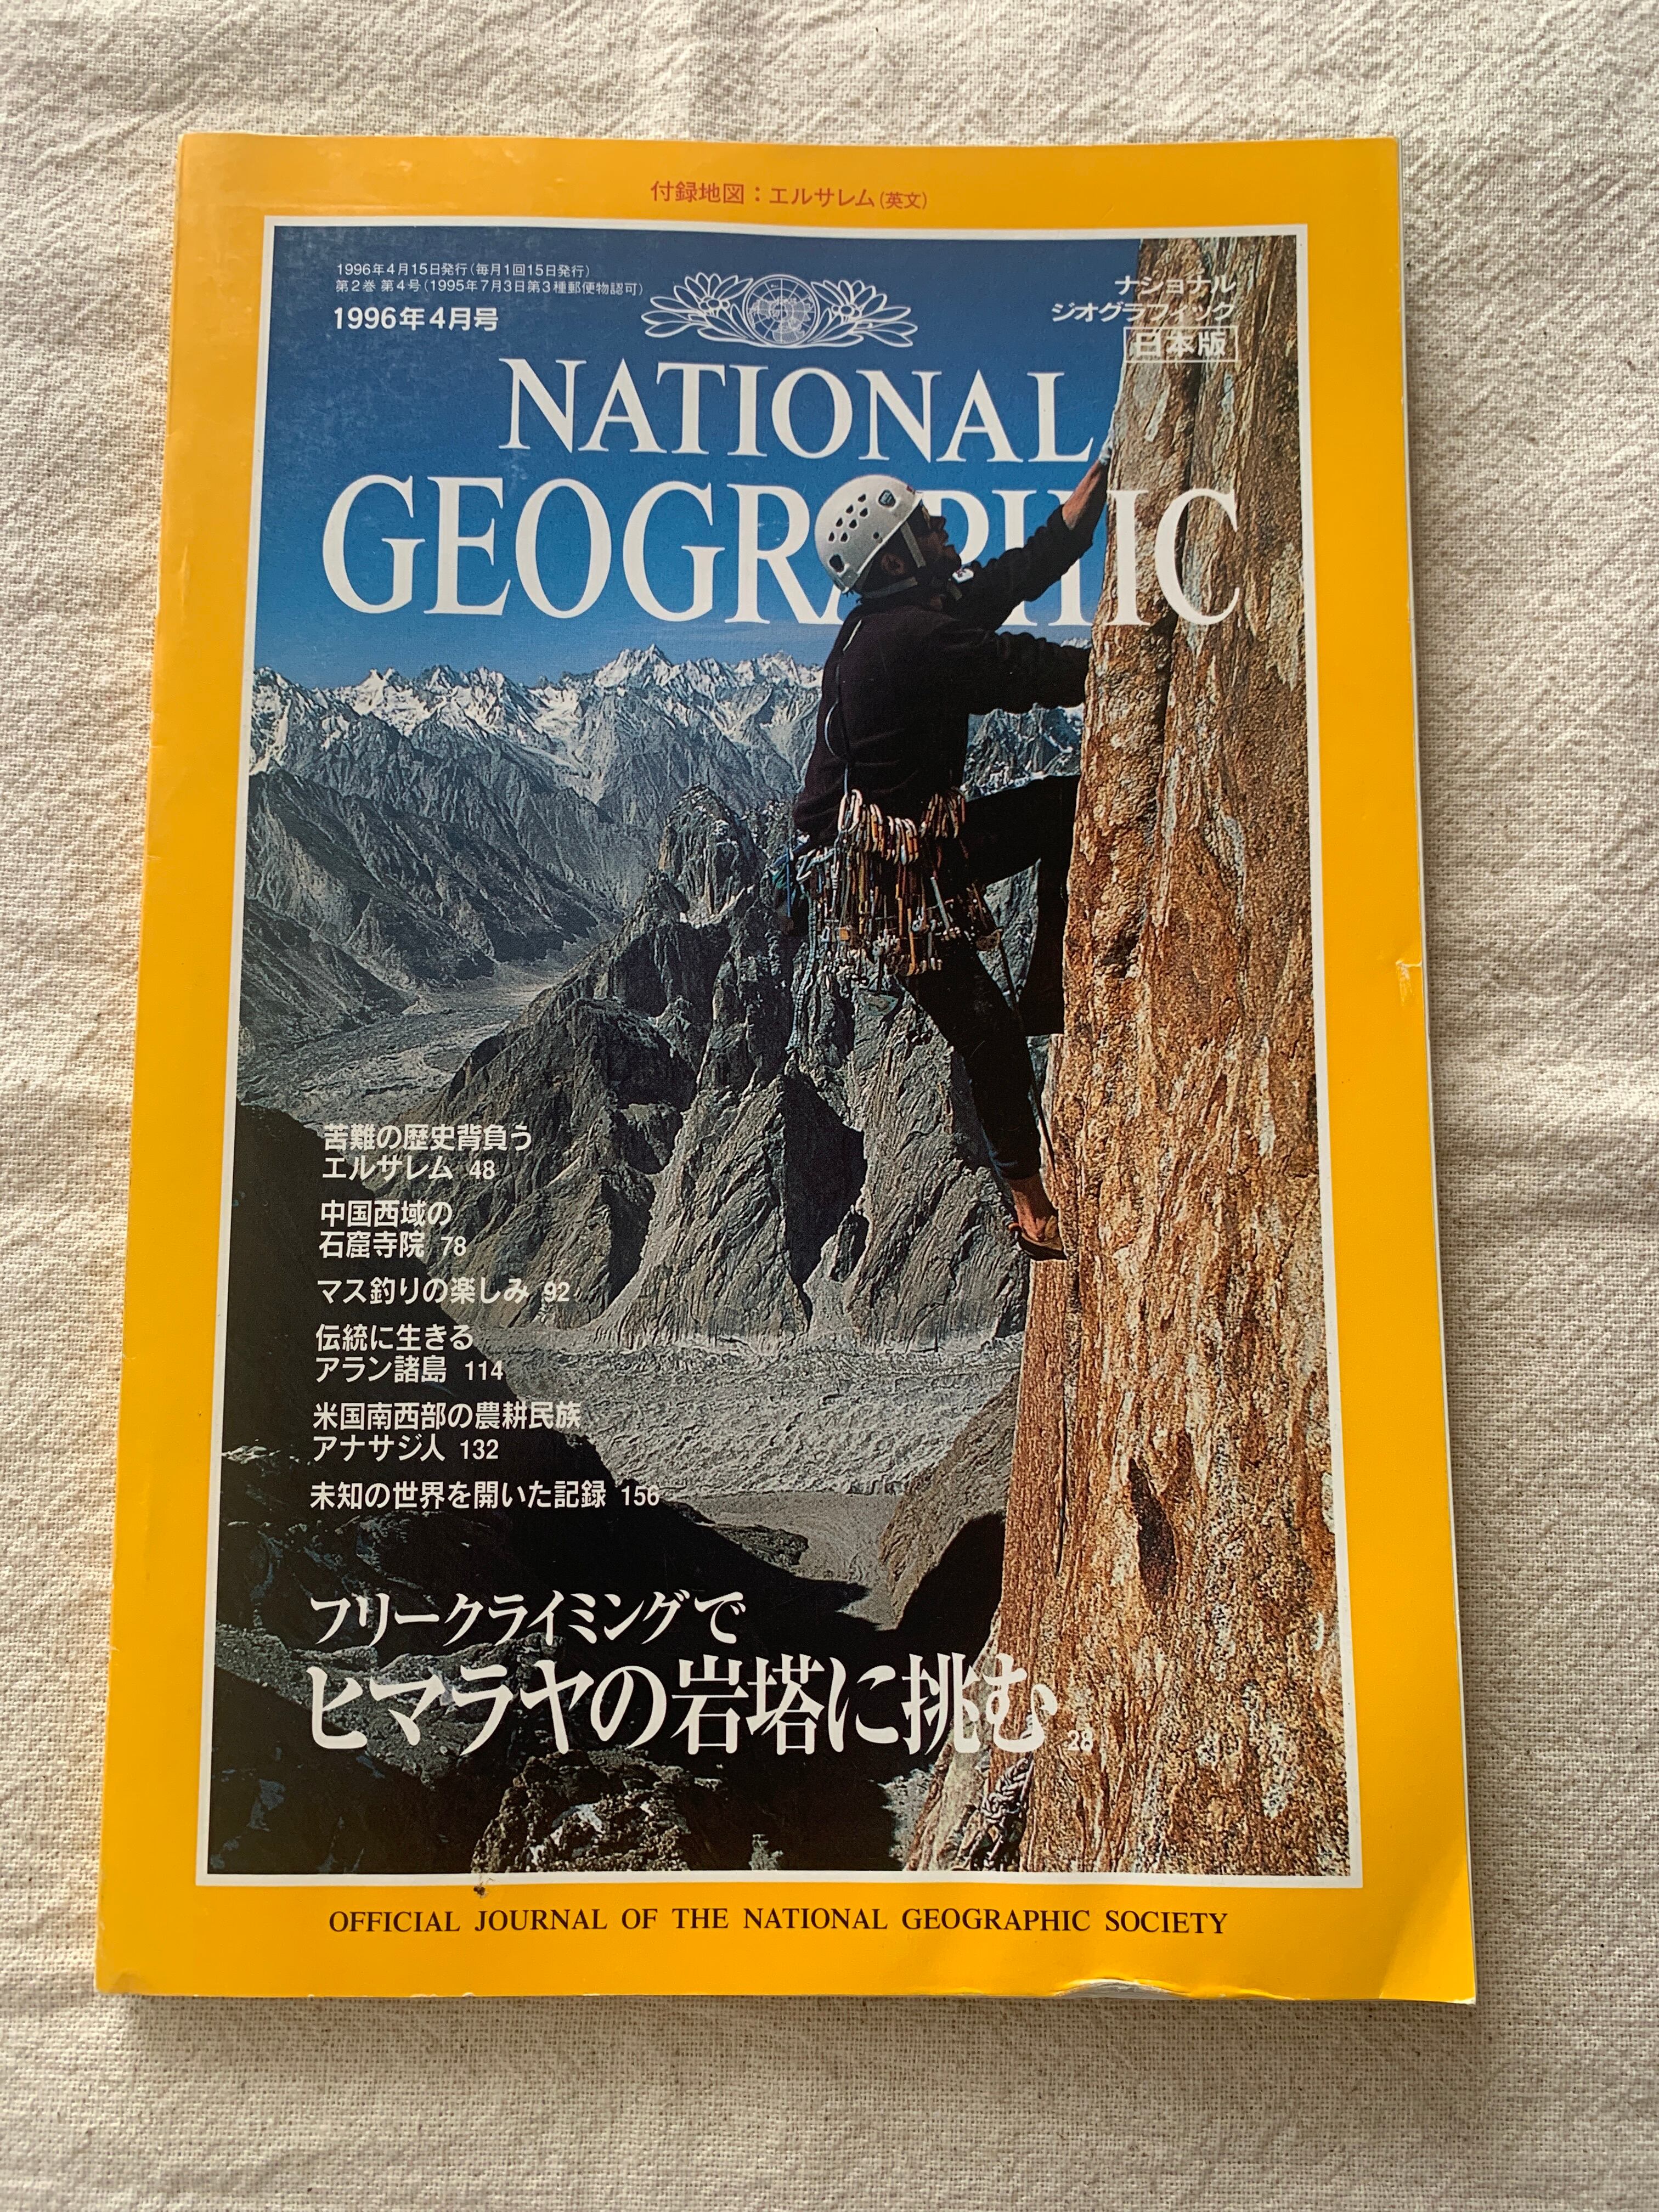 付録地図：エルサレム(英文)
1996年4月15日発行(毎月1回15日発行)
第2巻 第4号(1995年7月3日第3種郵便物認可)
1996年4月号
ナショナル
ジオグラフィック
日本版
NATIONAL
GEOGRAPHIC
苦難の歴史背負う
エルサレム 48
中国西域の
石窟寺院 78
マス釣りの楽しみ 92
伝統に生きる
アラン諸島 114
米国南西部の農耕民族
アナサジ人 132
未知の世界を開いた記録 156
フリークライミングで
ヒマラヤの岩塔に挑む 28
OFFICIAL JOURNAL OF THE NATIONAL GEOGRAPHIC SOCIETY